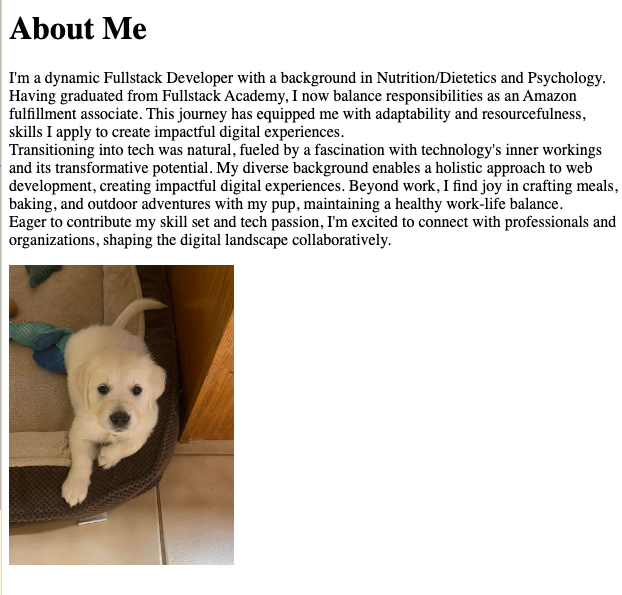 About Me
I'm a dynamic Fullstack Developer with a background in Nutrition/Dietetics and Psychology.
Having graduated from Fullstack Academy, I now balance responsibilities as an Amazon
fulfillment associate. This journey has equipped me with adaptability and resourcefulness,
skills I apply to create impactful digital experiences.
Transitioning into tech was natural, fueled by a fascination with technology's inner workings
and its transformative potential. My diverse background enables a holistic approach to web
development, creating impactful digital experiences. Beyond work, I find joy in crafting meals,
baking, and outdoor adventures with my pup, maintaining a healthy work-life balance.
Eager to contribute my skill set and tech passion, I'm excited to connect with professionals and
organizations, shaping the digital landscape collaboratively.